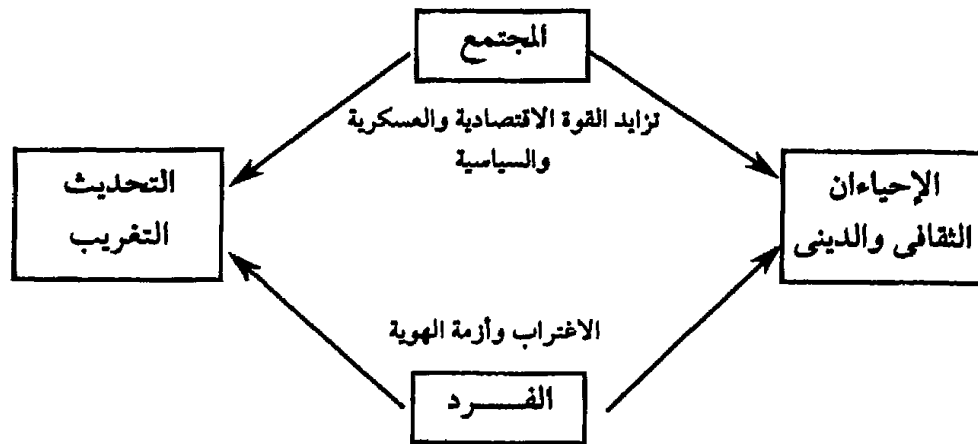 المجتمع
تزايد القوة الاقتصادية والعسكرية
والسياسية
الإحياءان
الثقافى والدينى
التحديث
التغريب
الاغتراب وأزمة الهوية
الفـــــرد